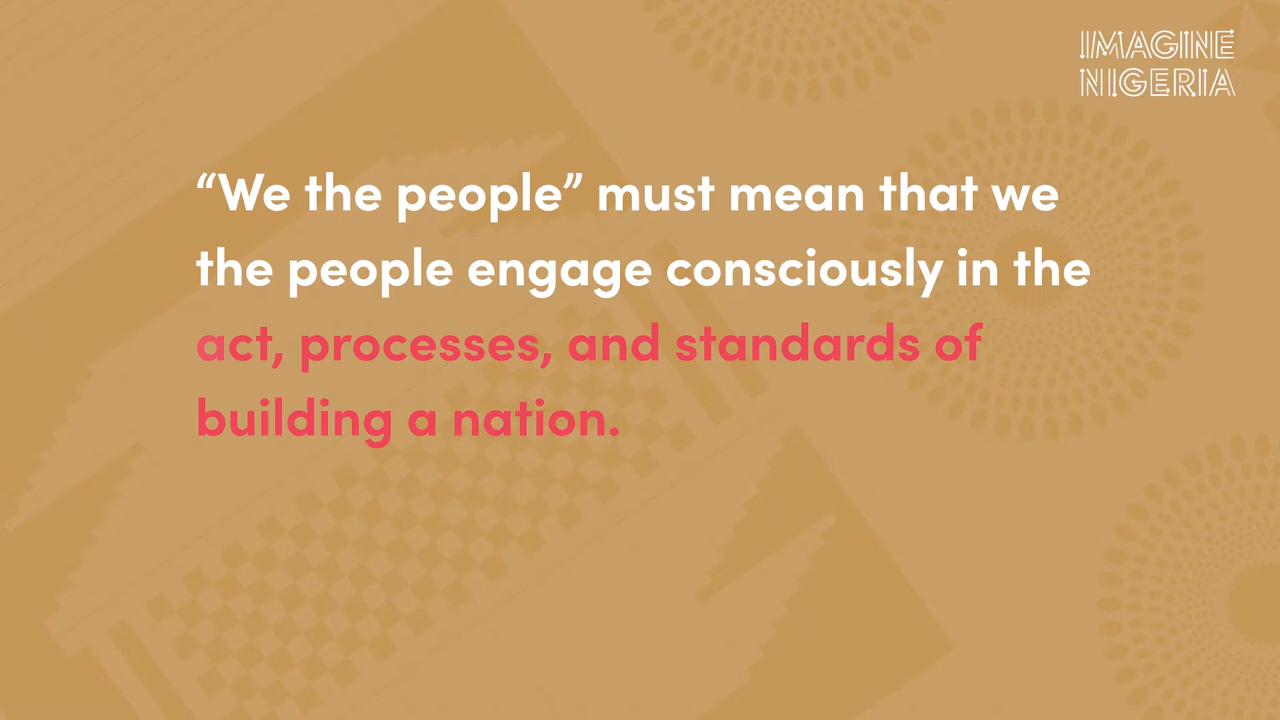 IMAGINE
NIGERIA
“We the people” must mean that we
the people engage consciously in the
act, processes, and standards of
building a nation.